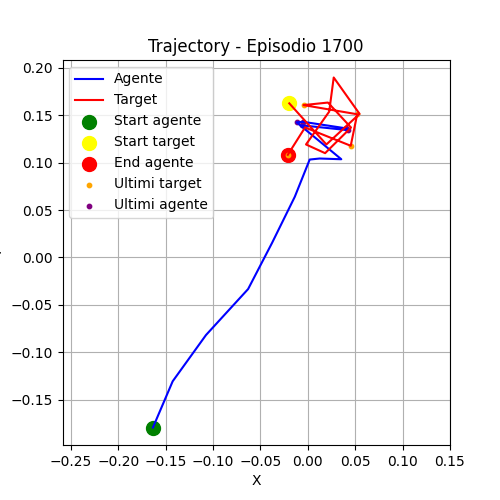 Trajectory - Episodio 1700
Agente
Target
Start agente
Start target
End agente
Ultimi target
Ultimi agente
0.20
0.15
0.10
0.05
0.00
−0.05
−0.10
−0.15
−0.25 −0.20 −0.15 −0.10 −0.05 0.00 0.05 0.10 0.15
X